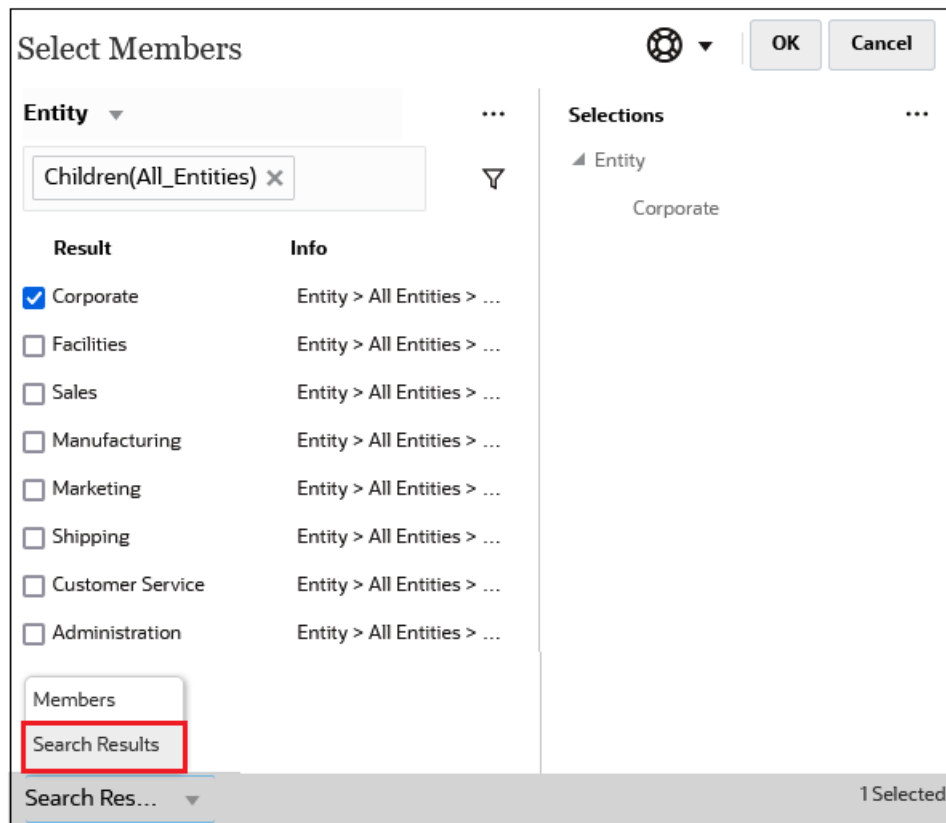 Select Members
OK
Cancel
Entity
...
Selections
...
Children(All_Entities) ×
Entity
Corporate
Result Info
Corporate Entity > All Entities > ...
Facilities Entity > All Entities > ...
Sales Entity > All Entities > ...
Manufacturing Entity > All Entities > ...
Marketing Entity > All Entities > ...
Shipping Entity > All Entities > ...
Customer Service Entity > All Entities > ...
Administration Entity > All Entities > ...
Members
Search Results
Search Res...
1 Selected